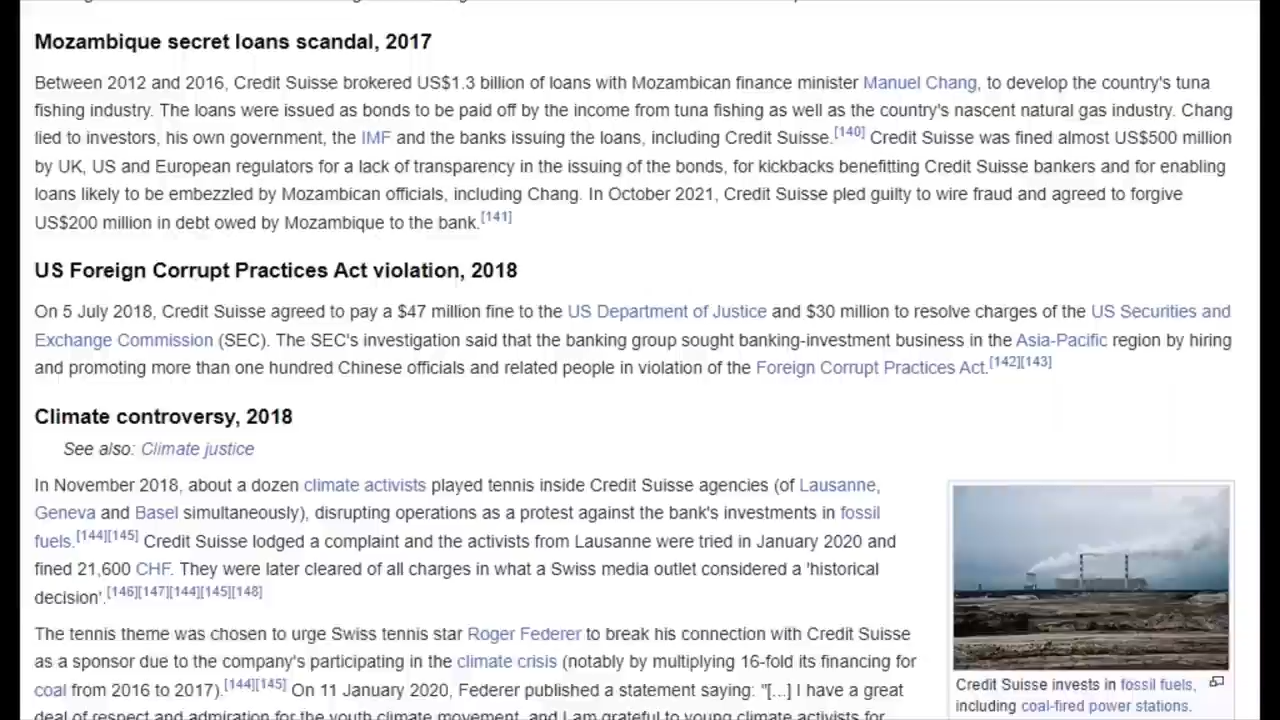 Mozambique secret loans scandal, 2017
Between 2012 and 2016, Credit Suisse brokered US$1.3 billion of loans with Mozambican finance minister Manuel Chang, to develop the country's tuna
fishing industry. The loans were issued as bonds to be paid off by the income from tuna fishing as well as the country's nascent natural gas industry. Chang
lied to investors, his own government, the IMF and the banks issuing the loans, including Credit Suisse.[140] Credit Suisse was fined almost US$500 million
by UK, US and European regulators for a lack of transparency in the issuing of the bonds, for kickbacks benefitting Credit Suisse bankers and for enabling
loans likely to be embezzled by Mozambican officials, including Chang. In October 2021, Credit Suisse pled guilty to wire fraud and agreed to forgive
US$200 million in debt owed by Mozambique to the bank.[141]
US Foreign Corrupt Practices Act violation, 2018
On 5 July 2018, Credit Suisse agreed to pay a $47 million fine to the US Department of Justice and $30 million to resolve charges of the US Securities and
Exchange Commission (SEC). The SEC's investigation said that the banking group sought banking-investment business in the Asia-Pacific region by hiring
and promoting more than one hundred Chinese officials and related people in violation of the Foreign Corrupt Practices Act.[142][143]
Climate controversy, 2018
See also: Climate justice
In November 2018, about a dozen climate activists played tennis inside Credit Suisse agencies (of Lausanne,
Geneva and Basel simultaneously), disrupting operations as a protest against the bank's investments in fossil
fuels.[144][145] Credit Suisse lodged a complaint and the activists from Lausanne were tried in January 2020 and
fined 21,600 CHF. They were later cleared of all charges in what a Swiss media outlet considered a 'historical
decision'.[146][147][144][145][148]
The tennis theme was chosen to urge Swiss tennis star Roger Federer to break his connection with Credit Suisse
as a sponsor due to the company's participating in the climate crisis (notably by multiplying 16-fold its financing for
coal from 2016 to 2017).[144][145] On 11 January 2020, Federer published a statement saying: "[...] I have a great
deal of respect and admiration for the youth climate movement, and I am grateful to young climate activists for
Credit Suisse invests in fossil fuels,
including coal-fired power stations.